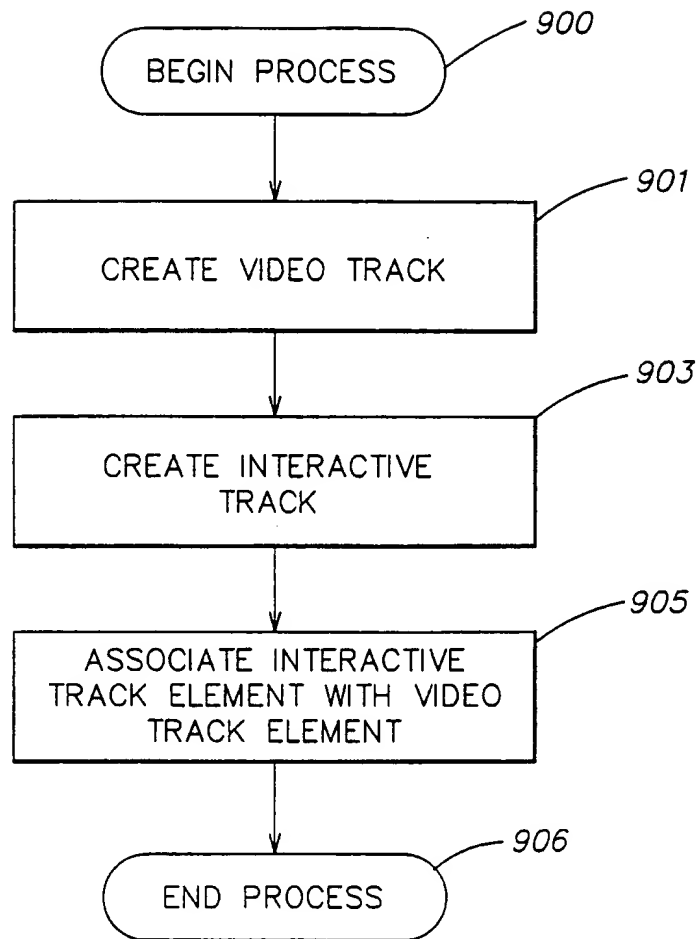 900
BEGIN PROCESS
901
CREATE VIDEO TRACK
903
CREATE INTERACTIVE
TRACK
905
ASSOCIATE INTERACTIVE
TRACK ELEMENT WITH VIDEO
TRACK ELEMENT
906
END PROCESS